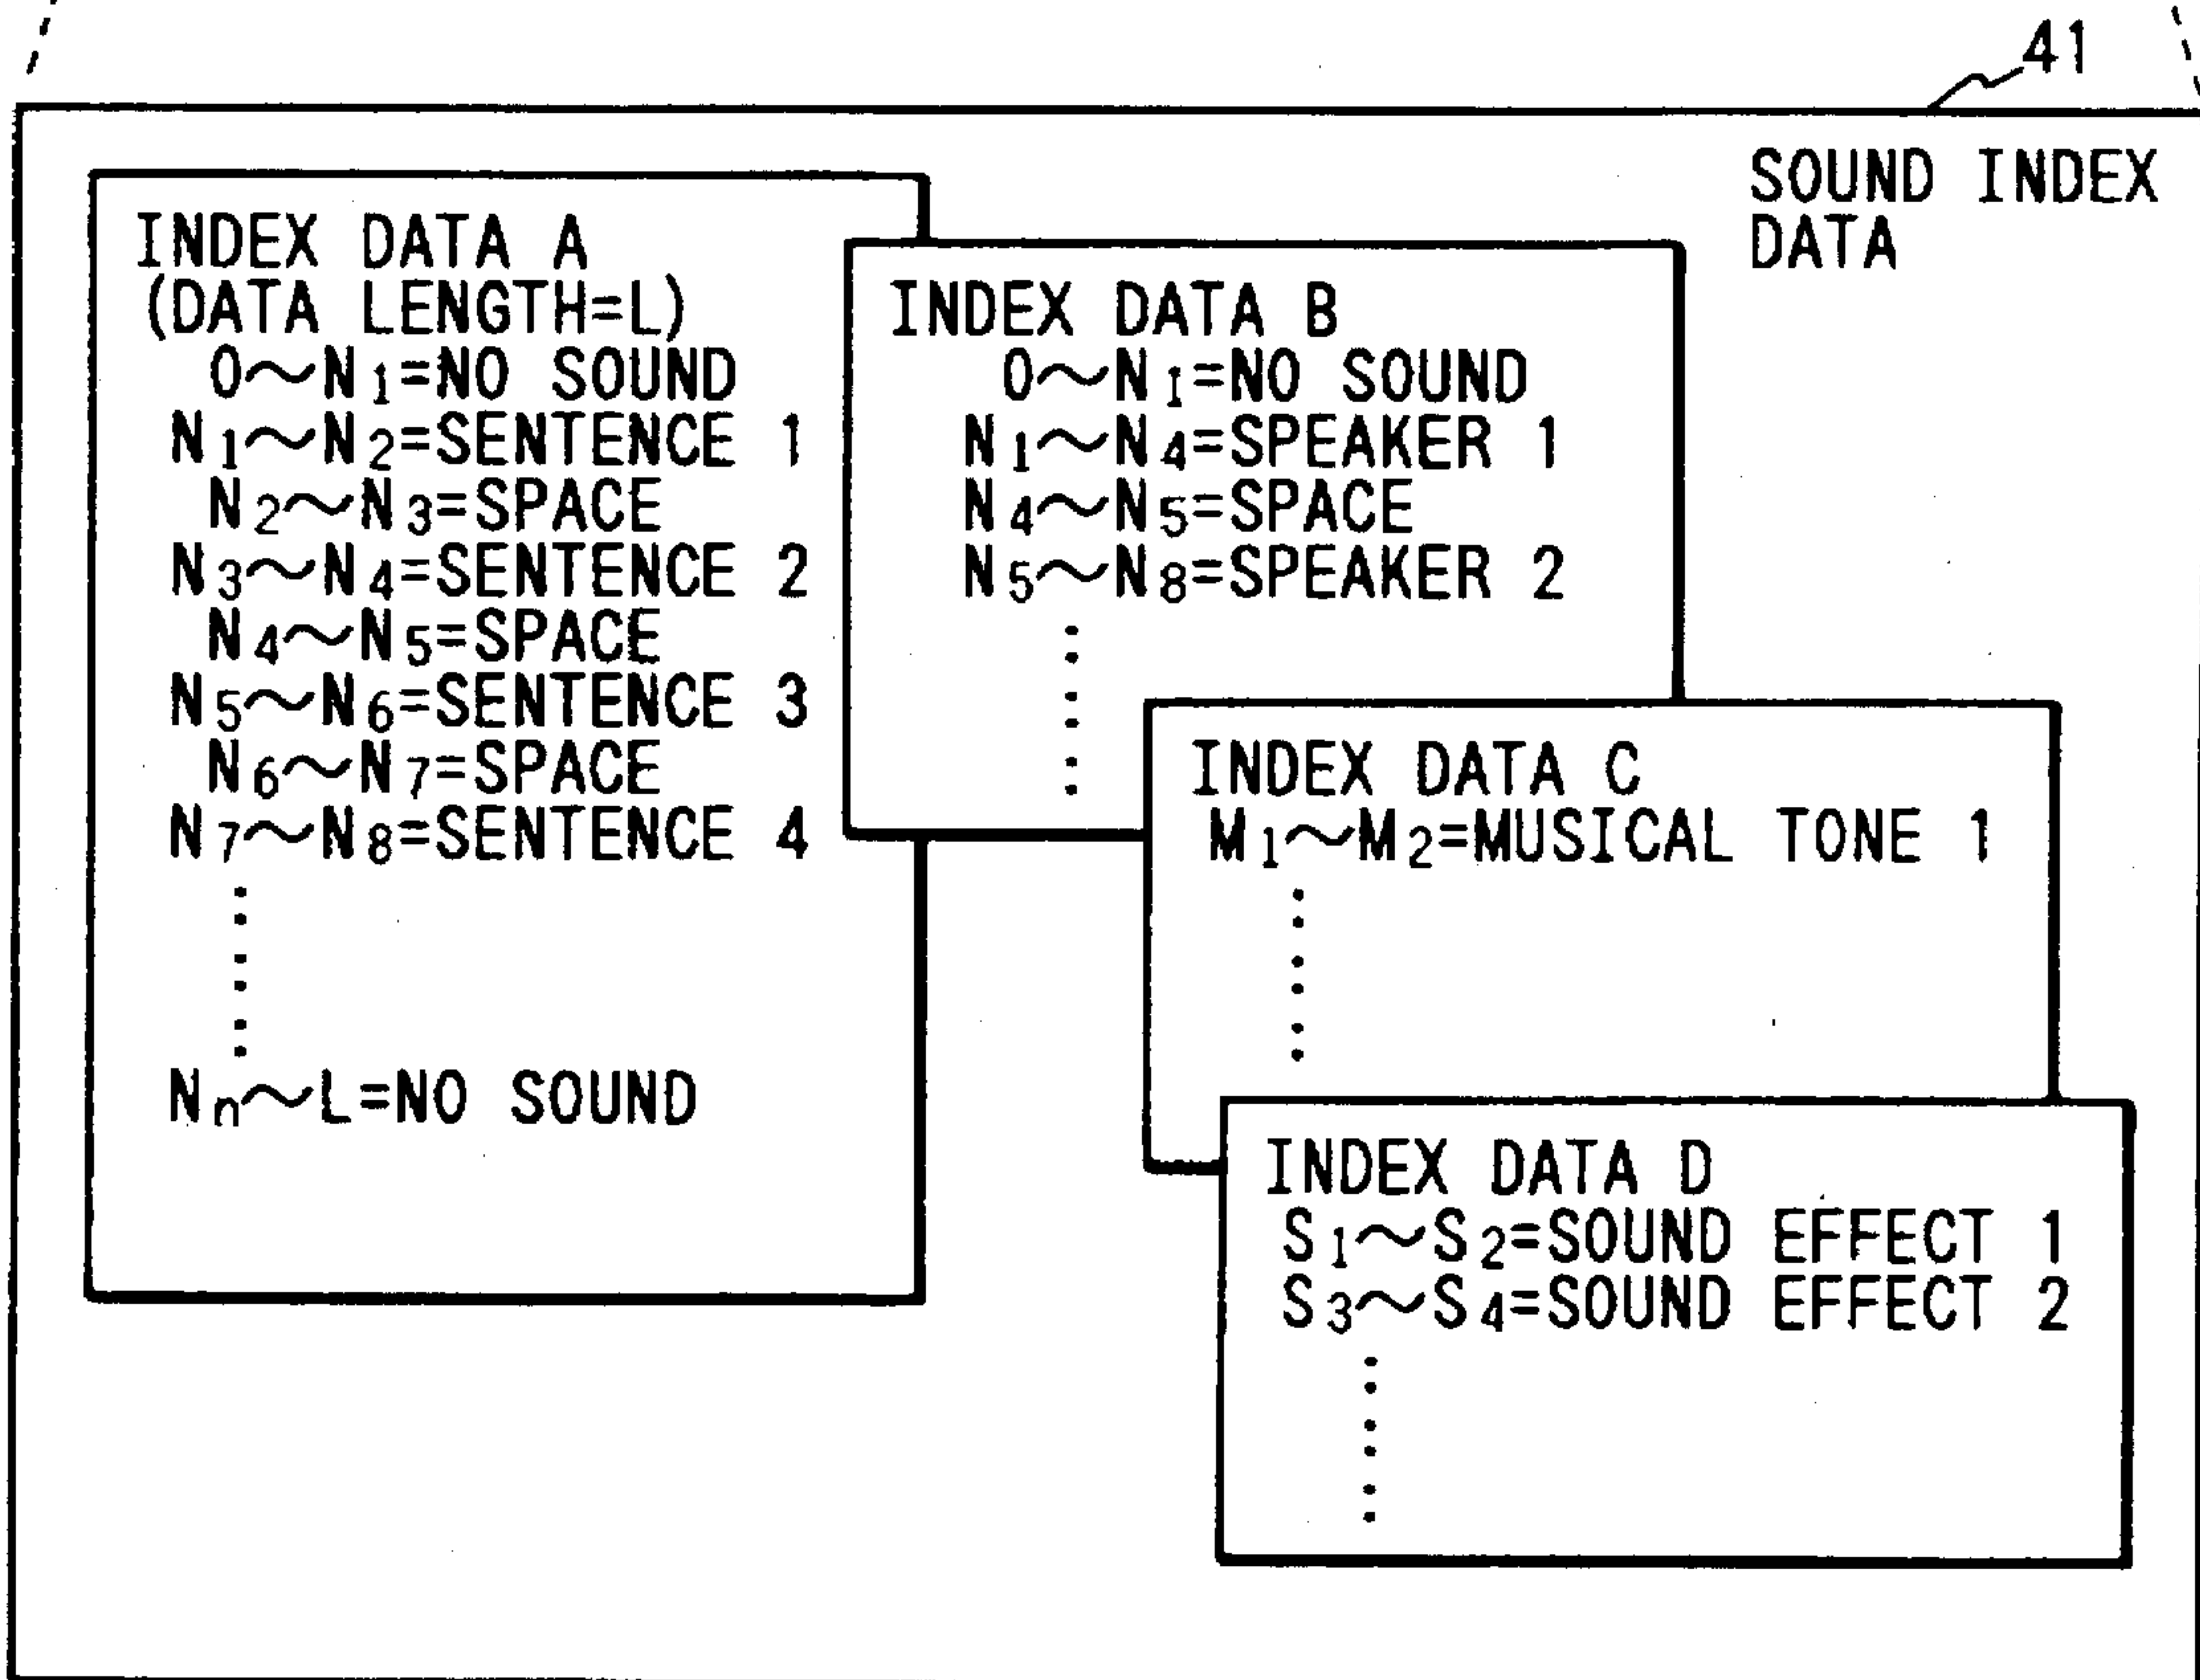 41
SOUND INDEX
DATA
INDEX DATA A
(DATA LENGTH=L)
0~N1=NO SOUND
N1~N2=SENTENCE 1
N2~N3=SPACE
N3~N4=SENTENCE 2
N4~N5=SPACE
N5~N6=SENTENCE 3
N6~N7=SPACE
N7~N8=SENTENCE 4
Nn~L=NO SOUND
INDEX DATA B
0~N1=NO SOUND
N1~N4=SPEAKER 1
N4~N5=SPACE
N5~N8=SPEAKER 2
INDEX DATA C
M1~M2=MUSICAL TONE 1
INDEX DATA D
S1~S2=SOUND EFFECT 1
S3~S4=SOUND EFFECT 2